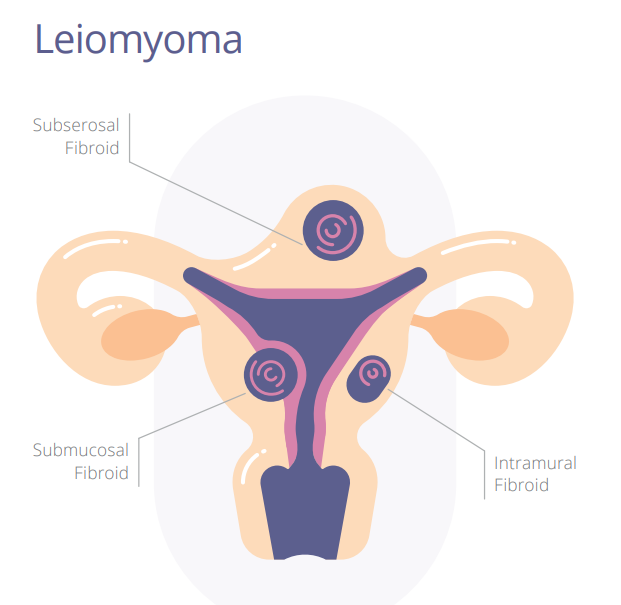 Leiomyoma
Subserosal
Fibroid
Submucosal
Fibroid
Intramural
Fibroid